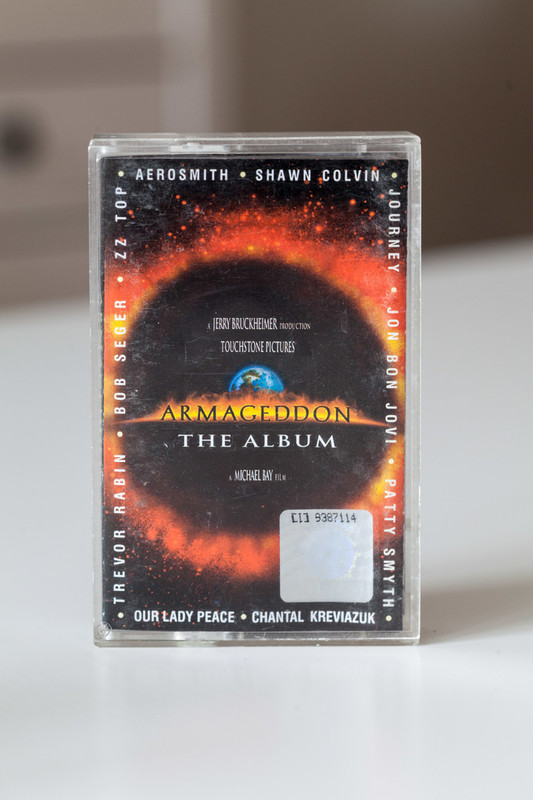 • AEROSMITH • SHAWN COLVIN •
JOURNEY • JON BON JOVI • PATTY SMYTH •
• OUR LADY PEACE • CHANTAL KREVIAZUK •
TREVOR RABIN • BOB SEGER • ZZ TOP
A JERRY BRUCKHEIMER PRODUCTION
TOUCHSTONE PICTURES
ARMAGEDDON
THE ALBUM
A MICHAEL BAY FILM
[1] 9387114